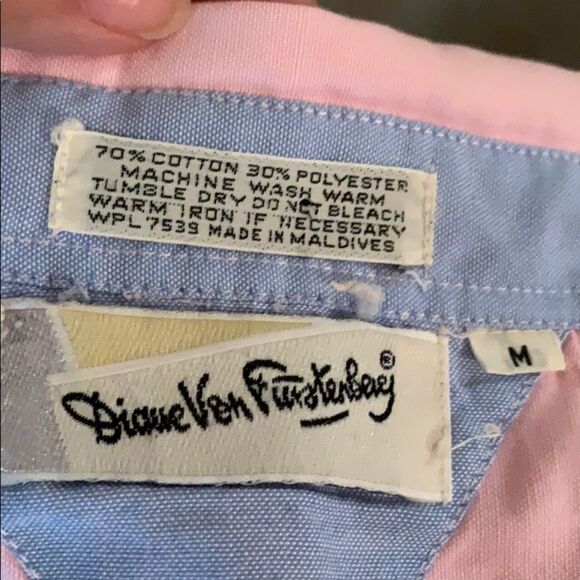 70% COTTON 30% POLYESTER
MACHINE WASH WARM
TUMBLE DRY DO NOT BLEACH
WARM IRON IF NECESSARY
WPL 7539 MADE IN MALDIVES
Diane Von Fürstenberg®
M